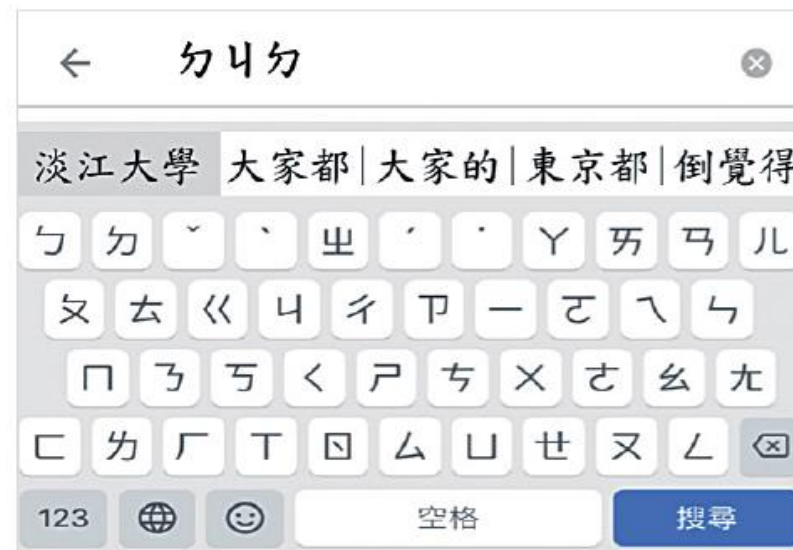 ㄉㄐㄉ
淡江大學 大家都|大家的|東京都|倒覺得
ㄅ ㄉ ˇ ˋ ㄓ ˊ ˙ ㄚ ㄞ ㄢ ㄦ
ㄆ ㄊ ㄍ ㄐ ㄔ ㄗ ㄧ ㄛ ㄟ ㄣ
ㄇ ㄋ ㄎ ㄑ ㄕ ㄘ ㄨ ㄜ ㄠ ㄤ
ㄈ ㄌ ㄏ ㄒ ㄖ ㄙ ㄩ ㄝ ㄡ ㄥ
123 空格 搜尋